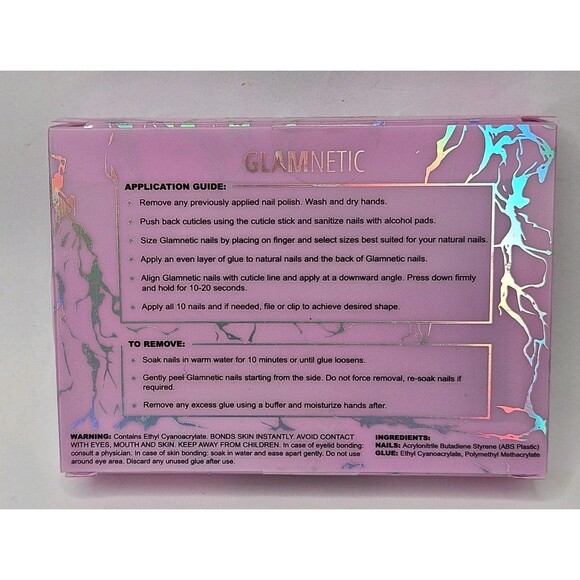 GLAMNETIC
APPLICATION GUIDE:
Remove any previously applied nail polish. Wash and dry hands.
Push back cuticles using the cuticle stick and sanitize nails with alcohol pads.
Size Glamnetic nails by placing on finger and select sizes best suited for your natural nails.
Apply an even layer of glue to natural nails and the back of Glamnetic nails.
Align Glamnetic nails with cuticle line and apply at a downward angle. Press down firmly
and hold for 10-20 seconds.
Apply all 10 nails and if needed, file or clip to achieve desired shape.
TO REMOVE:
Soak nails in warm water for 10 minutes or until glue loosens.
Gently peel Glamnetic nails starting from the side. Do not force removal, re-soak nails if
required.
Remove any excess glue using a buffer and moisturize hands after.
WARNING: Contains Ethyl Cyanoacrylate. BONDS SKIN INSTANTLY. AVOID CONTACT
WITH EYES, MOUTH AND SKIN. KEEP AWAY FROM CHILDREN. In case of eyelid bonding:
consult a physician. In case of skin bonding: soak in water and ease apart gently. Do not use
around eye area. Discard any unused glue after use.
INGREDIENTS:
NAILS: Acrylonitrile Butadiene Styrene (ABS Plastic)
GLUE: Ethyl Cyanoacrylate, Polymethyl Methacrylate